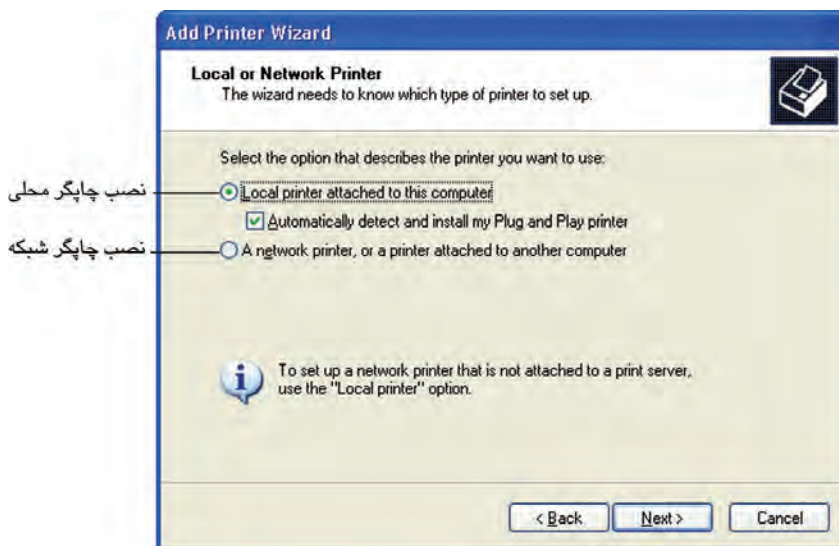 Add Printer Wizard
Local or Network Printer
The wizard needs to know which type of printer to set up.
Select the option that describes the printer you want to use:
نصب چاپگر محلی
Local printer attached to this computer
Automatically detect and install my Plug and Play printer
نصب چاپگر شبکه
A network printer, or a printer attached to another computer
To set up a network printer that is not attached to a print server,
use the "Local printer" option.
< Back
Next >
Cancel